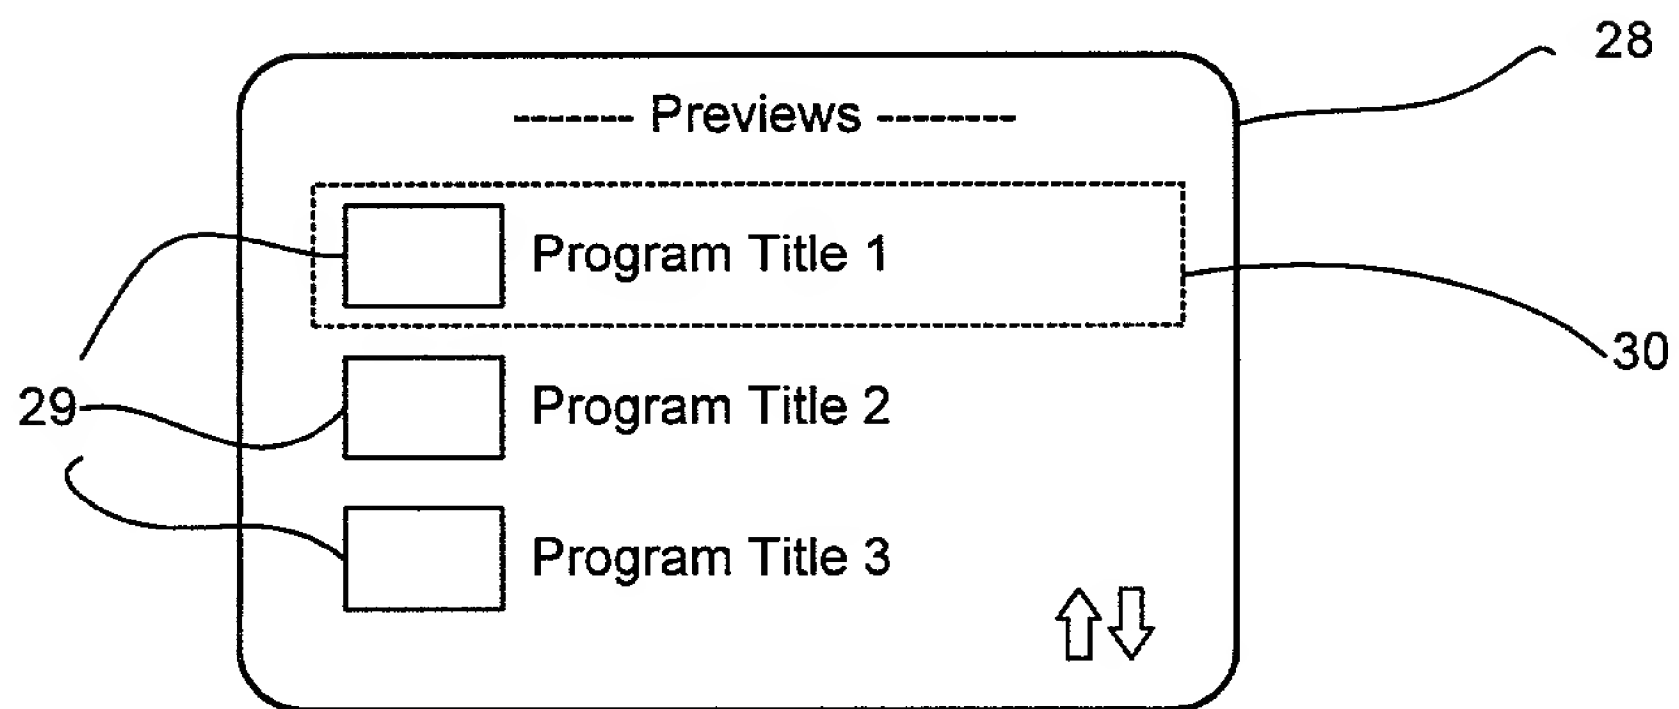 28
------ Previews -------
Program Title 1
30
29
Program Title 2
Program Title 3